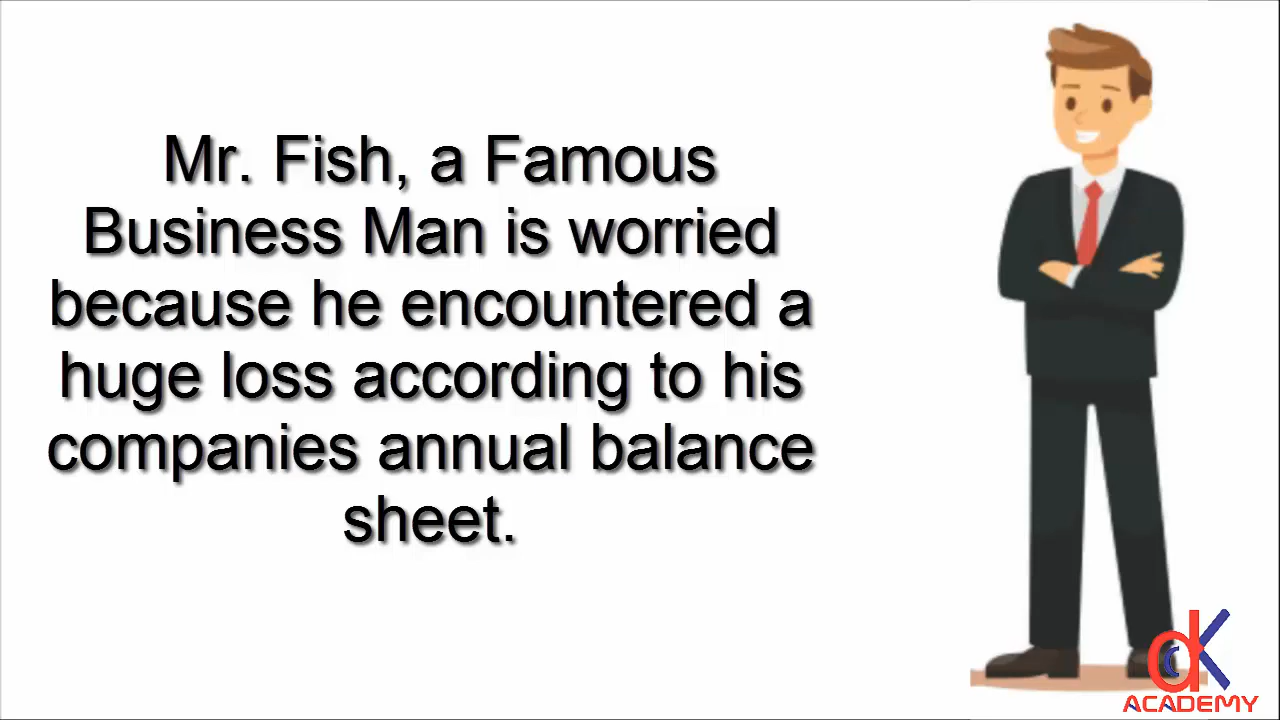 Mr. Fish, a Famous
Business Man is worried
because he encountered a
huge loss according to his
companies annual balance
sheet.
dcK
ACADEMY